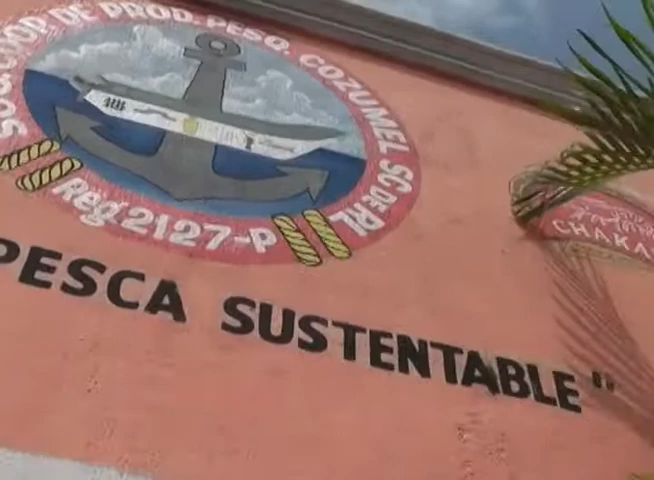 SOC. COOP DE PROD. PESQ. COZUMEL SC DE RL
Reg. 2127-P
PESCA SUSTENTABLE "
CHAKA